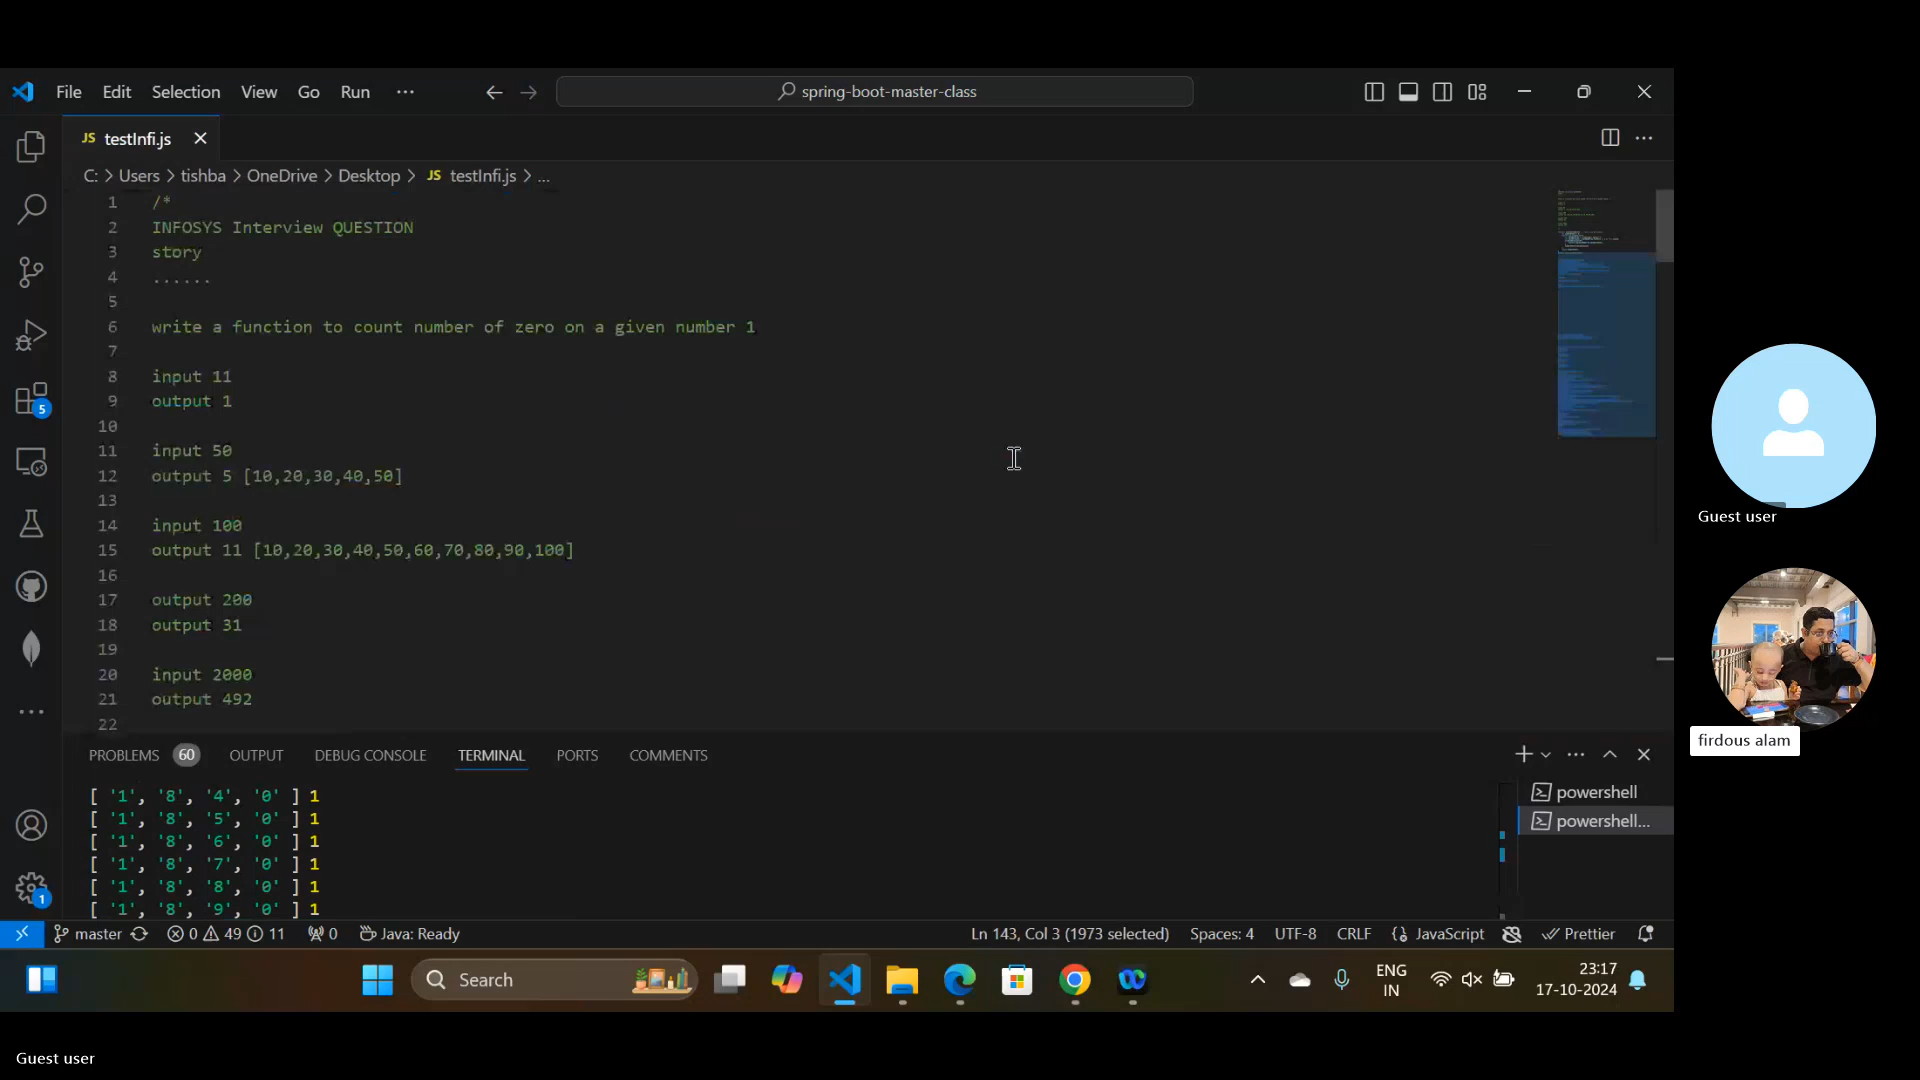 File Edit Selection View Go Run ··· spring-boot-master-class
JS testInfi.js
C: > Users > tishba > OneDrive > Desktop > JS testInfi.js > ...
1 /*
2 INFOSYS Interview QUESTION
3 story
4 ......
5
6 write a function to count number of zero on a given number 1
7
8 input 11
9 output 1
10
11 input 50
12 output 5 [10,20,30,40,50]
13
14 input 100
15 output 11 [10,20,30,40,50,60,70,80,90,100]
16
17 output 200
18 output 31
19
20 input 2000
21 output 492
22
5
PROBLEMS 60 OUTPUT DEBUG CONSOLE TERMINAL PORTS COMMENTS
[ '1', '8', '4', '0' ] 1
[ '1', '8', '5', '0' ] 1
[ '1', '8', '6', '0' ] 1
[ '1', '8', '7', '0' ] 1
[ '1', '8', '8', '0' ] 1
[ '1', '8', '9', '0' ] 1
powershell
powershell...
1
master 0 49 11 0 Java: Ready Ln 143, Col 3 (1973 selected) Spaces: 4 UTF-8 CRLF JavaScript Prettier
Search
ENG
IN
23:17
17-10-2024
Guest user
firdous alam
Guest user